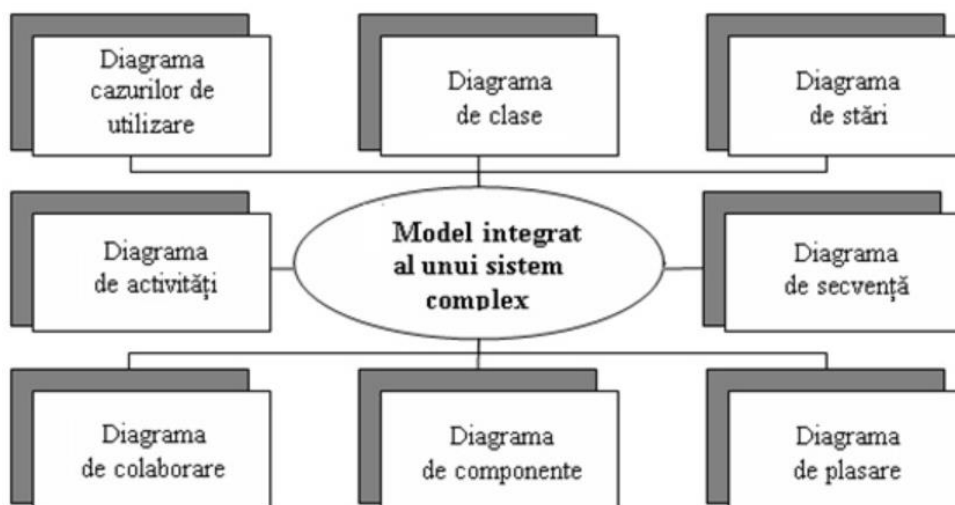 Diagrama
cazurilor de
utilizare
Diagrama
de clase
Diagrama
de stări
Diagrama
de activități
Model integrat
al unui sistem
complex
Diagrama
de secvență
Diagrama
de colaborare
Diagrama
de componente
Diagrama
de plasare